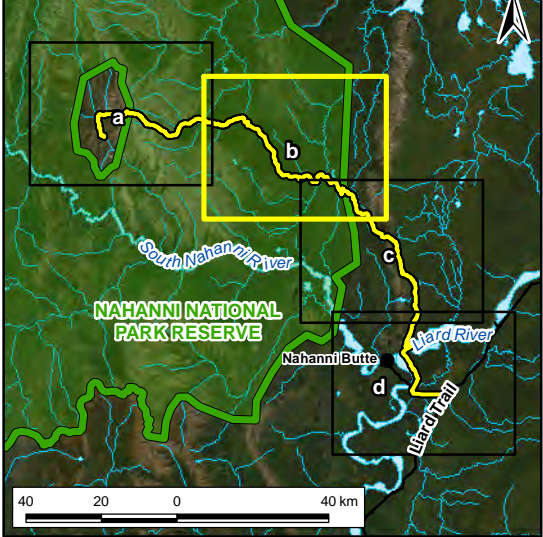 a
b
South Nahanni River
c
NAHANNI NATIONAL
PARK RESERVE
Liard River
Nahanni Butte
d
Liard Trail
40 20 0 40 km